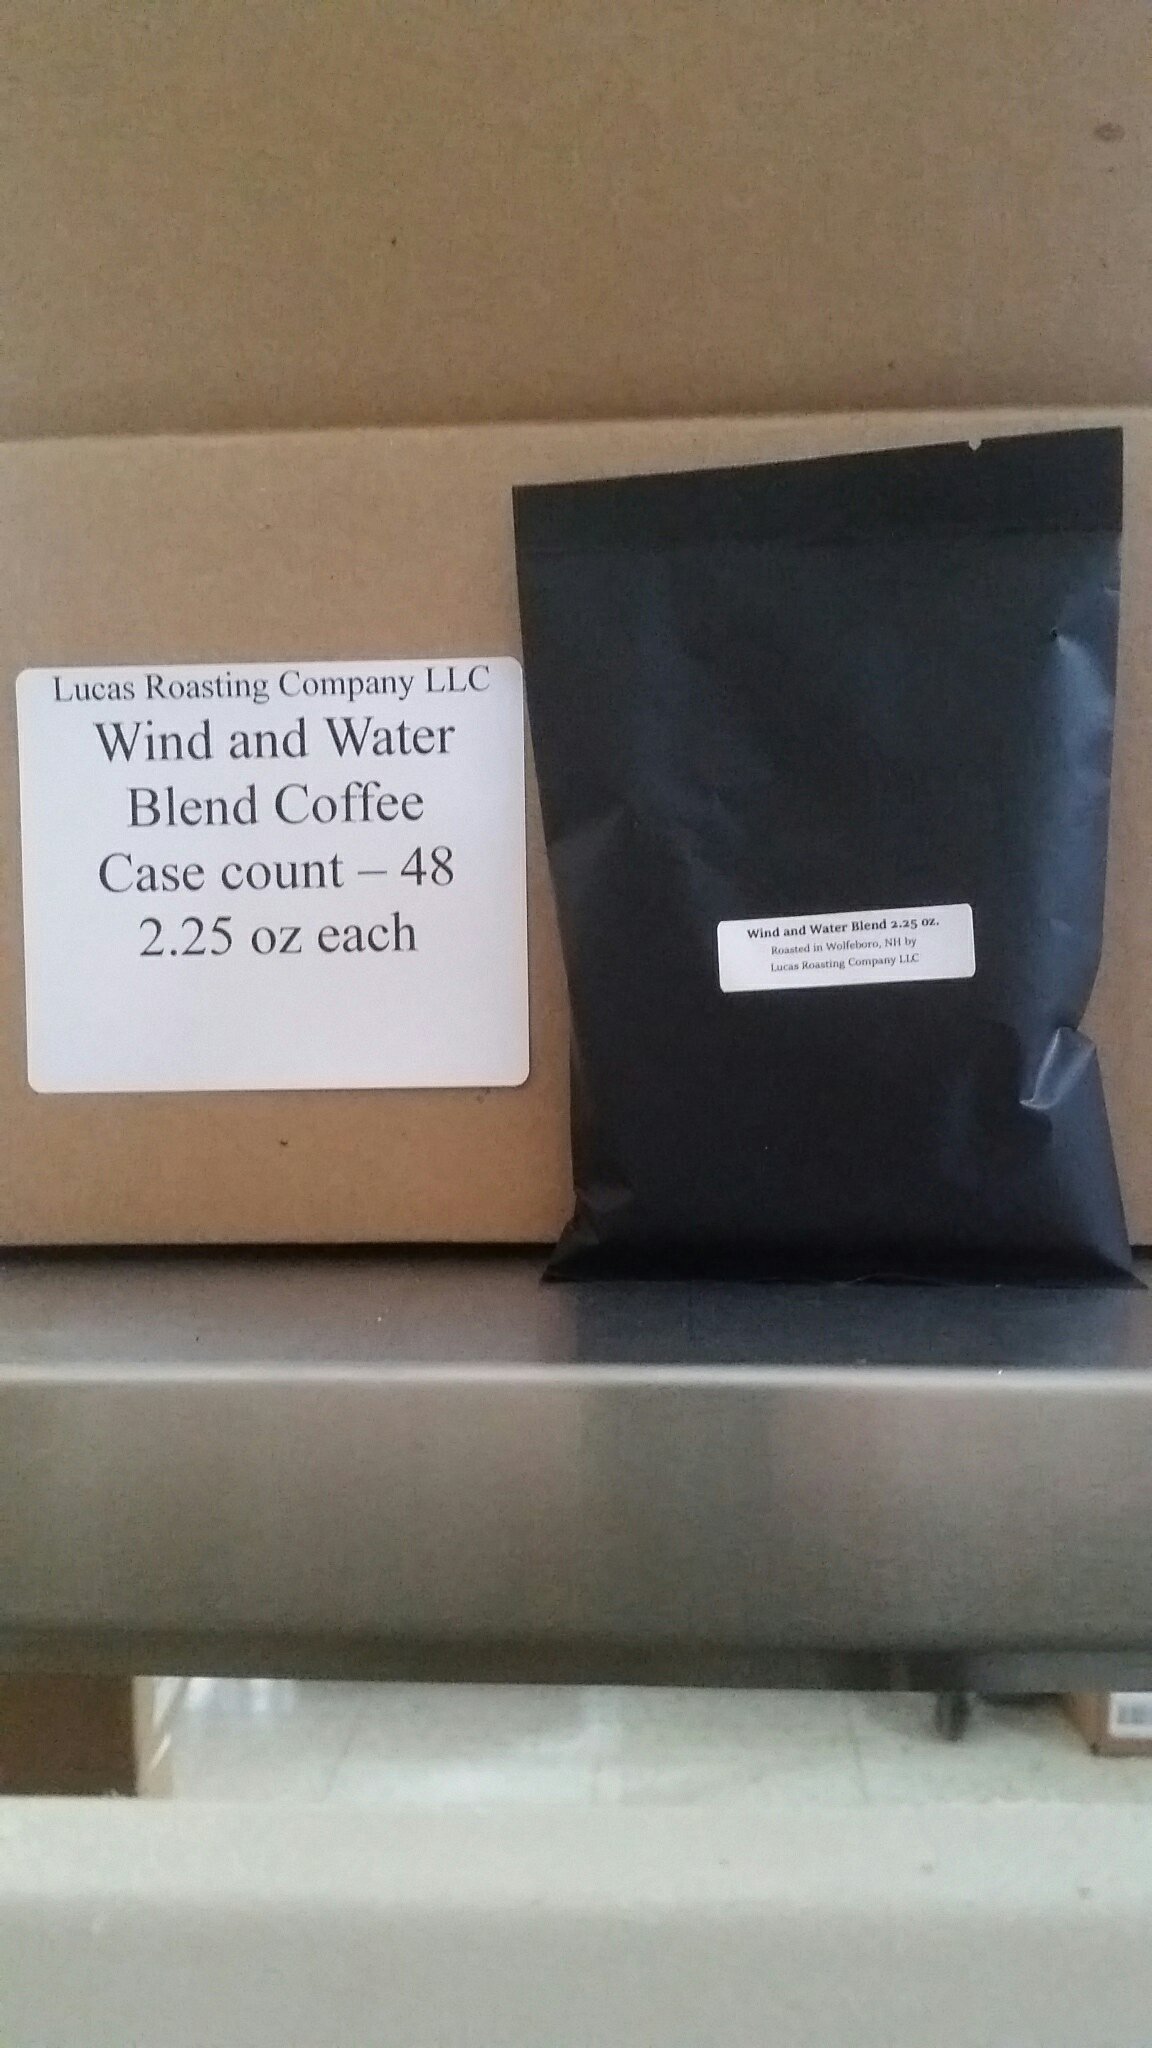 Lucas Roasting Company LLC
Wind and Water
Blend Coffee
Case count – 48
2.25 oz each
Wind and Water Blend 2.25 oz.
Roasted in Wolfeboro, NH by
Lucas Roasting Company LLC